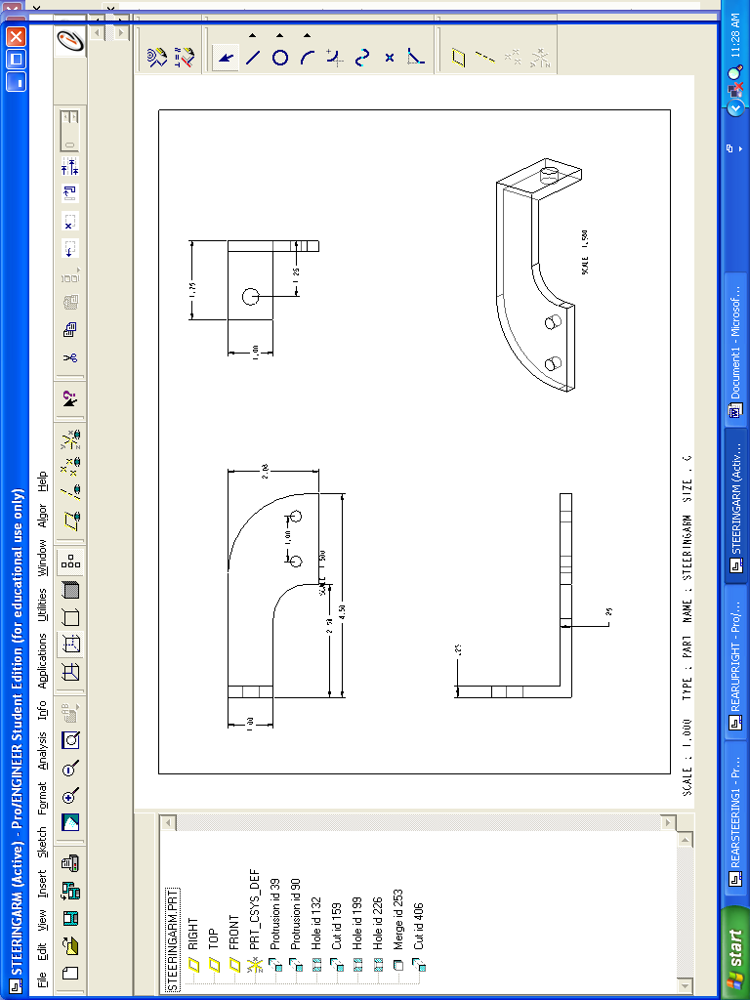 STEERINGARM (Active) - Pro/ENGINEER Student Edition (for educational use only)
File Edit View Insert Sketch Format Analysis Info Applications Utilities Window Algor Help
0
STEERINGARM.PRT
RIGHT
TOP
FRONT
PRT_CSYS_DEF
Protrusion id 39
Protrusion id 90
Hole id 132
Cut id 159
Hole id 199
Hole id 226
Merge id 253
Cut id 406
1.00
2.08
1.00
SCALE 1.500
4.50
1.75
1.25
1.00
.25
.25
SCALE 1.500
SCALE : 1.000 TYPE : PART NAME : STEERINGARM SIZE : C
start
REARSTEERING1 - Pr...
REARUPRIGHT - Pro/...
STEERINGARM (Activ...
Document1 - Microsof...
11:28 AM